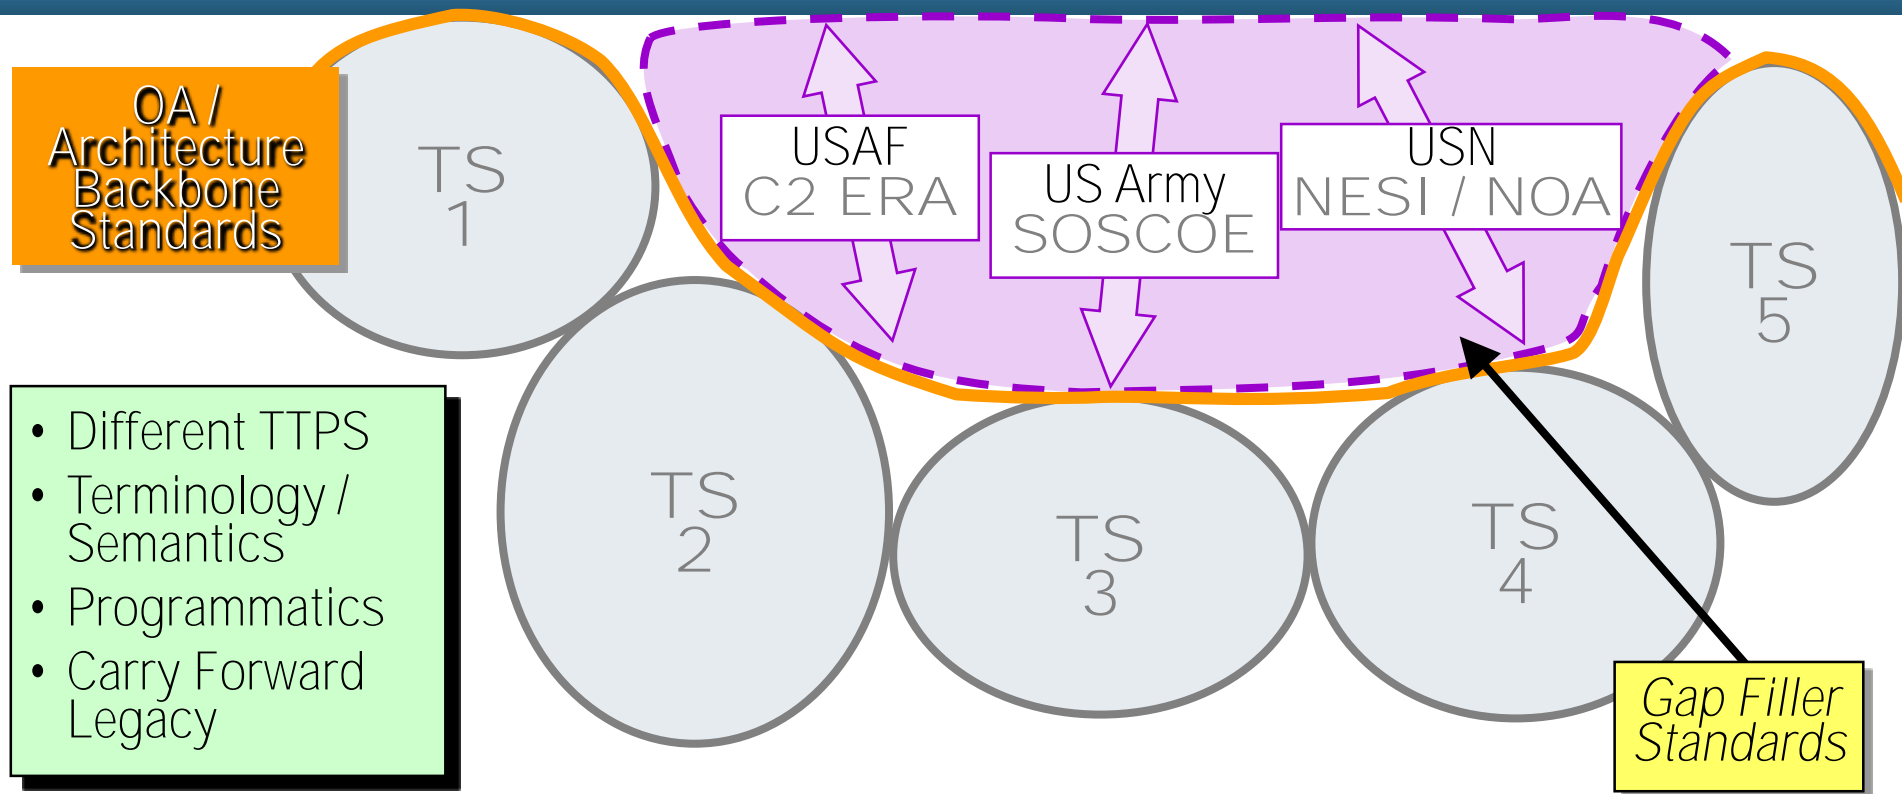 OA /
Architecture
Backbone
Standards
TS
1
USAF
C2 ERA
US Army
SOSCOE
USN
NESI / NOA
TS
5
• Different TTPS
• Terminology /
Semantics
• Programmatics
• Carry Forward
Legacy
TS
2
TS
3
TS
4
Gap Filler
Standards